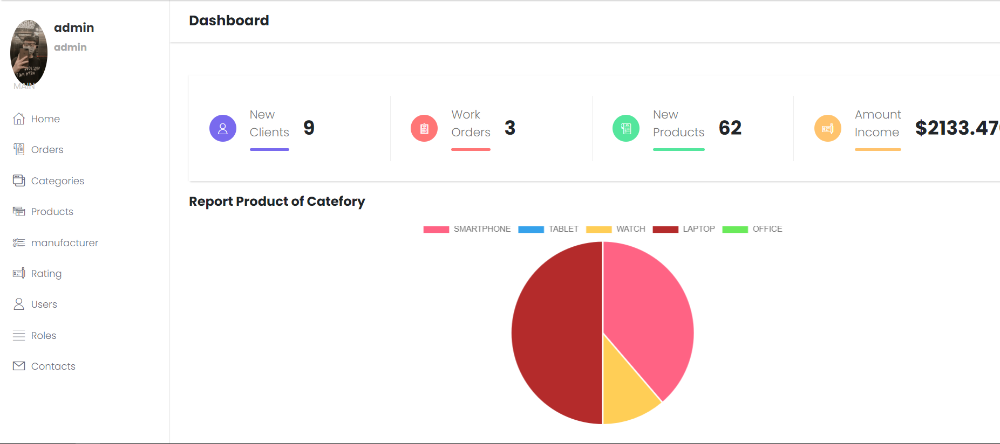 admin
admin
MAIN
Home
Orders
Categories
Products
manufacturer
Rating
Users
Roles
Contacts
Dashboard
New
Clients
9
Work
Orders
3
New
Products
62
Amount
Income
$2133.47
Report Product of Catefory
SMARTPHONE TABLET WATCH LAPTOP OFFICE